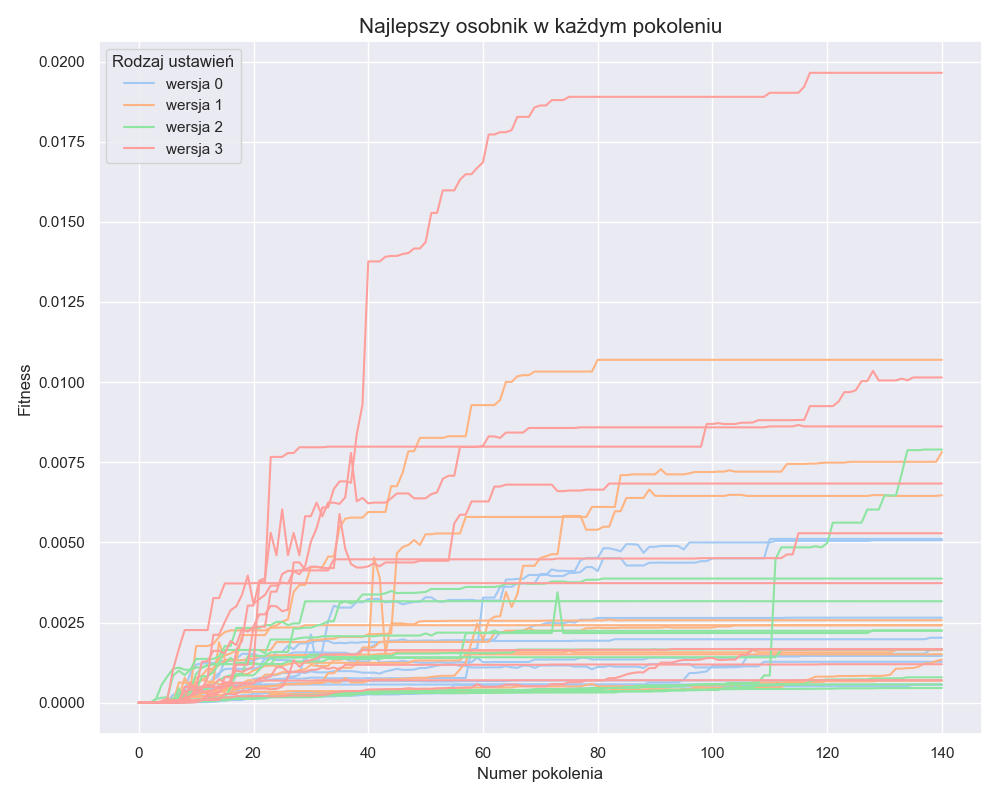 Najlepszy osobnik w każdym pokoleniu
Rodzaj ustawień
wersja 0
wersja 1
wersja 2
wersja 3
0.0200
0.0175
0.0150
0.0125
0.0100
0.0075
0.0050
0.0025
0.0000
Fitness
0 20 40 60 80 100 120 140
Numer pokolenia